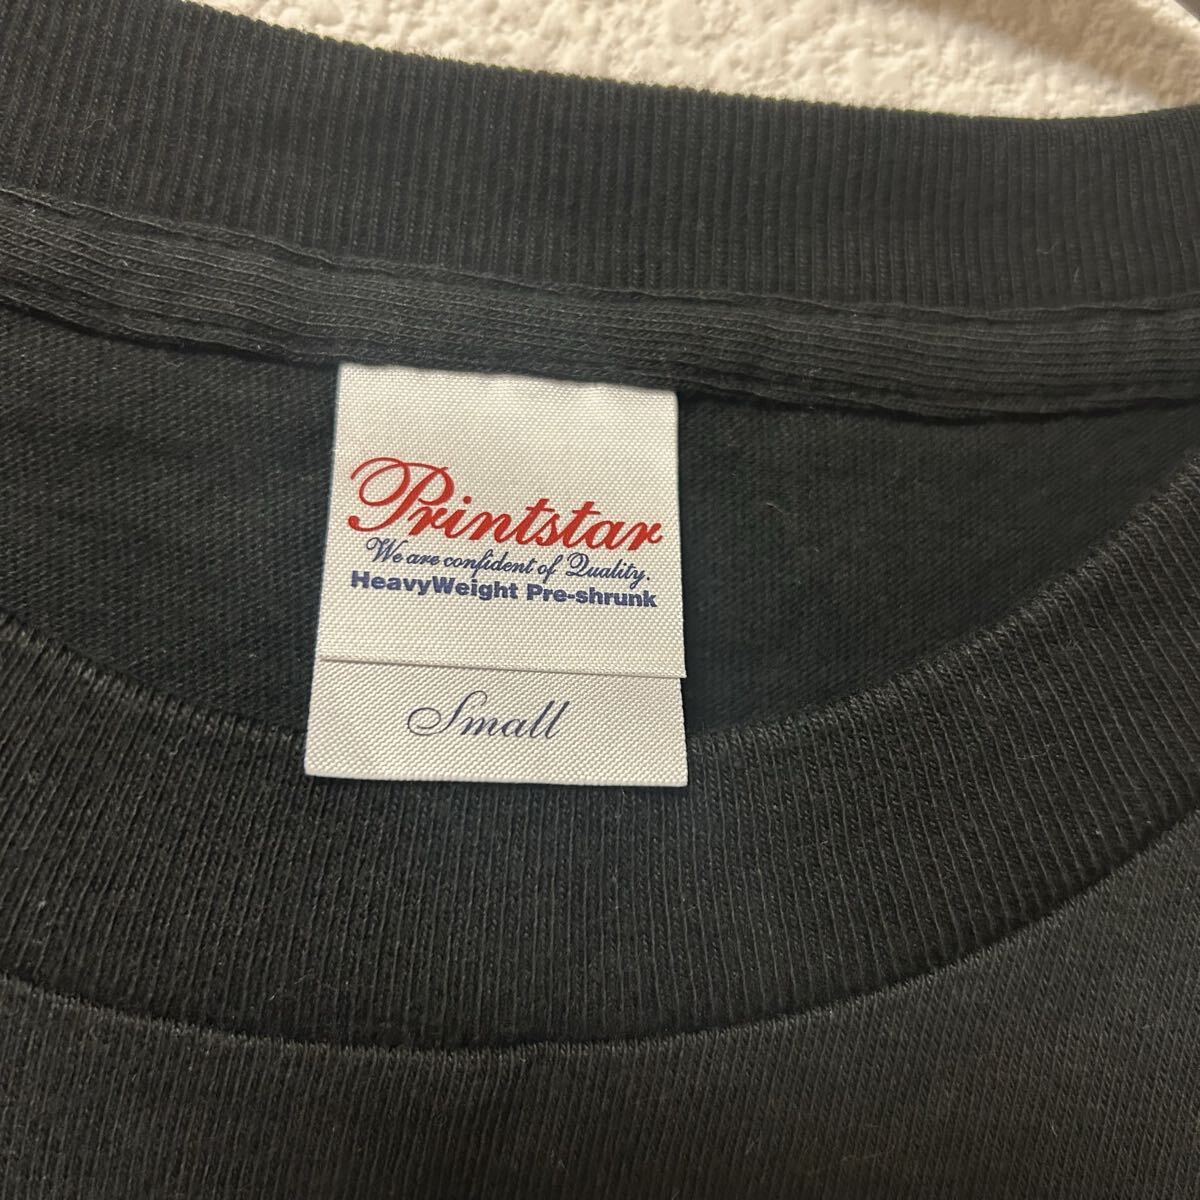 Printstar
We are confident of Quality.
HeavyWeight Pre-shrunk
Small